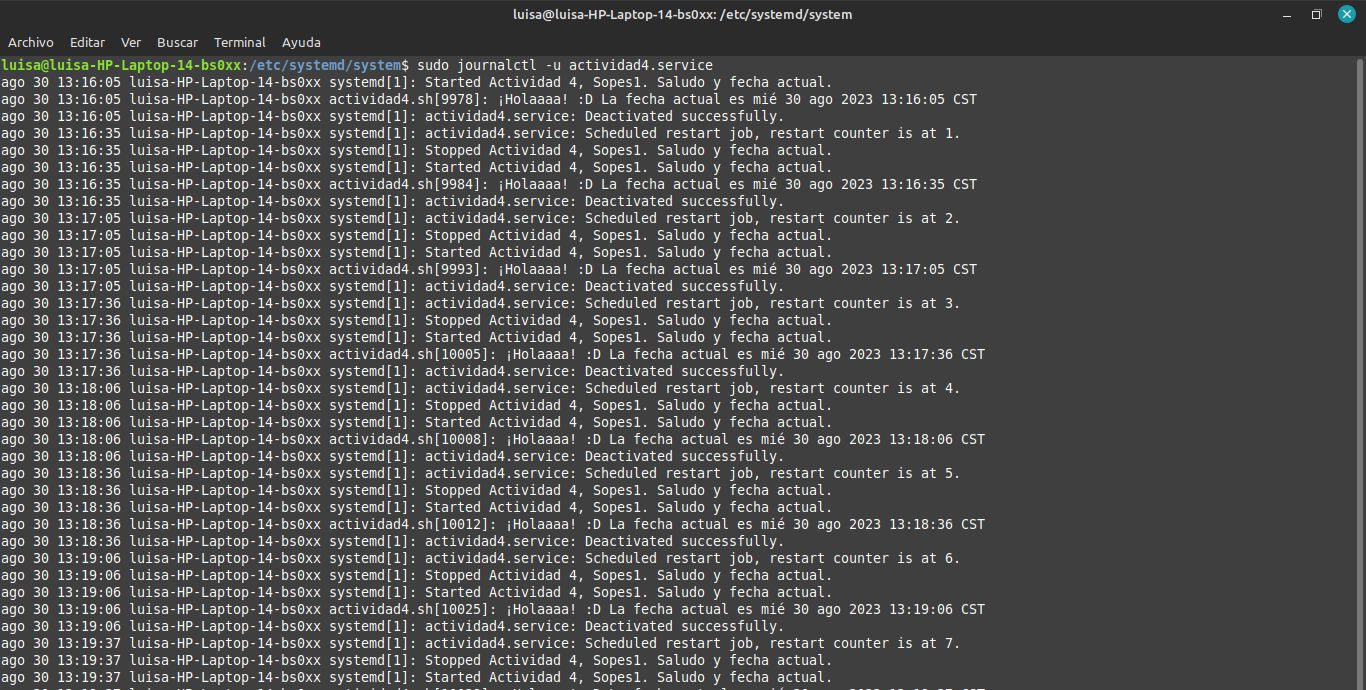 luisa@luisa-HP-Laptop-14-bs0xx: /etc/systemd/system
Archivo Editar Ver Buscar Terminal Ayuda
luisa@luisa-HP-Laptop-14-bs0xx:/etc/systemd/system$ sudo journalctl -u actividad4.service
ago 30 13:16:05 luisa-HP-Laptop-14-bs0xx systemd[1]: Started Actividad 4, Sopes1. Saludo y fecha actual.
ago 30 13:16:05 luisa-HP-Laptop-14-bs0xx actividad4.sh[9978]: ¡Holaaaa! :D La fecha actual es mié 30 ago 2023 13:16:05 CST
ago 30 13:16:05 luisa-HP-Laptop-14-bs0xx systemd[1]: actividad4.service: Deactivated successfully.
ago 30 13:16:35 luisa-HP-Laptop-14-bs0xx systemd[1]: actividad4.service: Scheduled restart job, restart counter is at 1.
ago 30 13:16:35 luisa-HP-Laptop-14-bs0xx systemd[1]: Stopped Actividad 4, Sopes1. Saludo y fecha actual.
ago 30 13:16:35 luisa-HP-Laptop-14-bs0xx systemd[1]: Started Actividad 4, Sopes1. Saludo y fecha actual.
ago 30 13:16:35 luisa-HP-Laptop-14-bs0xx actividad4.sh[9984]: ¡Holaaaa! :D La fecha actual es mié 30 ago 2023 13:16:35 CST
ago 30 13:16:35 luisa-HP-Laptop-14-bs0xx systemd[1]: actividad4.service: Deactivated successfully.
ago 30 13:17:05 luisa-HP-Laptop-14-bs0xx systemd[1]: actividad4.service: Scheduled restart job, restart counter is at 2.
ago 30 13:17:05 luisa-HP-Laptop-14-bs0xx systemd[1]: Stopped Actividad 4, Sopes1. Saludo y fecha actual.
ago 30 13:17:05 luisa-HP-Laptop-14-bs0xx systemd[1]: Started Actividad 4, Sopes1. Saludo y fecha actual.
ago 30 13:17:05 luisa-HP-Laptop-14-bs0xx actividad4.sh[9993]: ¡Holaaaa! :D La fecha actual es mié 30 ago 2023 13:17:05 CST
ago 30 13:17:05 luisa-HP-Laptop-14-bs0xx systemd[1]: actividad4.service: Deactivated successfully.
ago 30 13:17:36 luisa-HP-Laptop-14-bs0xx systemd[1]: actividad4.service: Scheduled restart job, restart counter is at 3.
ago 30 13:17:36 luisa-HP-Laptop-14-bs0xx systemd[1]: Stopped Actividad 4, Sopes1. Saludo y fecha actual.
ago 30 13:17:36 luisa-HP-Laptop-14-bs0xx systemd[1]: Started Actividad 4, Sopes1. Saludo y fecha actual.
ago 30 13:17:36 luisa-HP-Laptop-14-bs0xx actividad4.sh[10005]: ¡Holaaaa! :D La fecha actual es mié 30 ago 2023 13:17:36 CST
ago 30 13:17:36 luisa-HP-Laptop-14-bs0xx systemd[1]: actividad4.service: Deactivated successfully.
ago 30 13:18:06 luisa-HP-Laptop-14-bs0xx systemd[1]: actividad4.service: Scheduled restart job, restart counter is at 4.
ago 30 13:18:06 luisa-HP-Laptop-14-bs0xx systemd[1]: Stopped Actividad 4, Sopes1. Saludo y fecha actual.
ago 30 13:18:06 luisa-HP-Laptop-14-bs0xx systemd[1]: Started Actividad 4, Sopes1. Saludo y fecha actual.
ago 30 13:18:06 luisa-HP-Laptop-14-bs0xx actividad4.sh[10008]: ¡Holaaaa! :D La fecha actual es mié 30 ago 2023 13:18:06 CST
ago 30 13:18:06 luisa-HP-Laptop-14-bs0xx systemd[1]: actividad4.service: Deactivated successfully.
ago 30 13:18:36 luisa-HP-Laptop-14-bs0xx systemd[1]: actividad4.service: Scheduled restart job, restart counter is at 5.
ago 30 13:18:36 luisa-HP-Laptop-14-bs0xx systemd[1]: Stopped Actividad 4, Sopes1. Saludo y fecha actual.
ago 30 13:18:36 luisa-HP-Laptop-14-bs0xx systemd[1]: Started Actividad 4, Sopes1. Saludo y fecha actual.
ago 30 13:18:36 luisa-HP-Laptop-14-bs0xx actividad4.sh[10012]: ¡Holaaaa! :D La fecha actual es mié 30 ago 2023 13:18:36 CST
ago 30 13:18:36 luisa-HP-Laptop-14-bs0xx systemd[1]: actividad4.service: Deactivated successfully.
ago 30 13:19:06 luisa-HP-Laptop-14-bs0xx systemd[1]: actividad4.service: Scheduled restart job, restart counter is at 6.
ago 30 13:19:06 luisa-HP-Laptop-14-bs0xx systemd[1]: Stopped Actividad 4, Sopes1. Saludo y fecha actual.
ago 30 13:19:06 luisa-HP-Laptop-14-bs0xx systemd[1]: Started Actividad 4, Sopes1. Saludo y fecha actual.
ago 30 13:19:06 luisa-HP-Laptop-14-bs0xx actividad4.sh[10025]: ¡Holaaaa! :D La fecha actual es mié 30 ago 2023 13:19:06 CST
ago 30 13:19:06 luisa-HP-Laptop-14-bs0xx systemd[1]: actividad4.service: Deactivated successfully.
ago 30 13:19:37 luisa-HP-Laptop-14-bs0xx systemd[1]: actividad4.service: Scheduled restart job, restart counter is at 7.
ago 30 13:19:37 luisa-HP-Laptop-14-bs0xx systemd[1]: Stopped Actividad 4, Sopes1. Saludo y fecha actual.
ago 30 13:19:37 luisa-HP-Laptop-14-bs0xx systemd[1]: Started Actividad 4, Sopes1. Saludo y fecha actual.